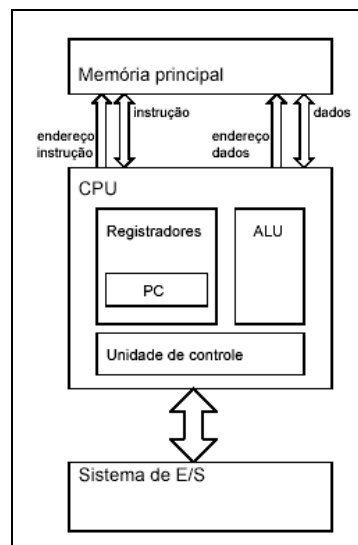 Memória principal
instrução
dados
endereço
instrução
endereço
dados
CPU
Registradores
ALU
PC
Unidade de controle
Sistema de E/S